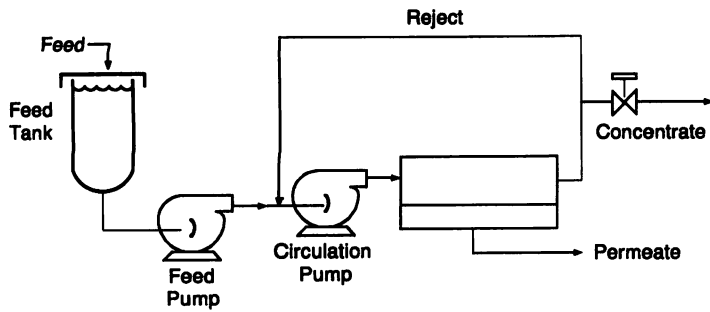 Reject
Feed
Feed
Tank
Concentrate
Circulation
Pump
Permeate
Feed
Pump